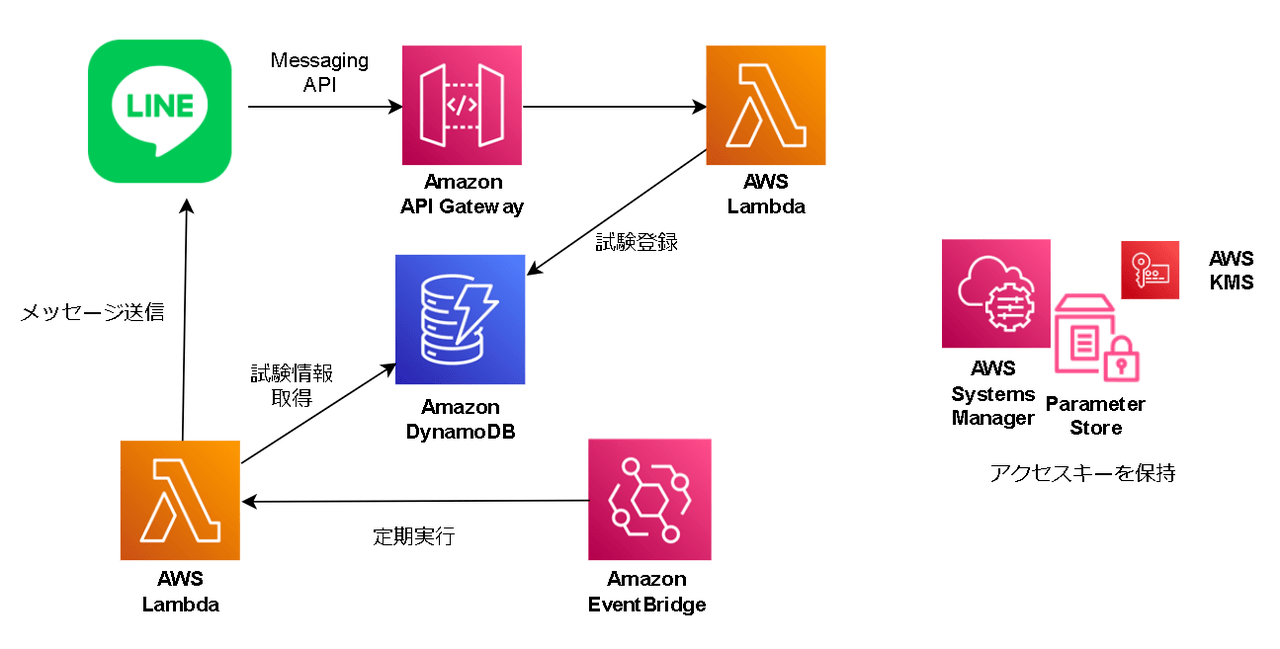 LINE
Messaging
API
</>
Amazon
API Gateway
AWS
Lambda
試験登録
メッセージ送信
試験情報
取得
Amazon
DynamoDB
AWS
Lambda
定期実行
Amazon
EventBridge
AWS
KMS
AWS
Systems
Manager
Parameter
Store
アクセスキーを保持